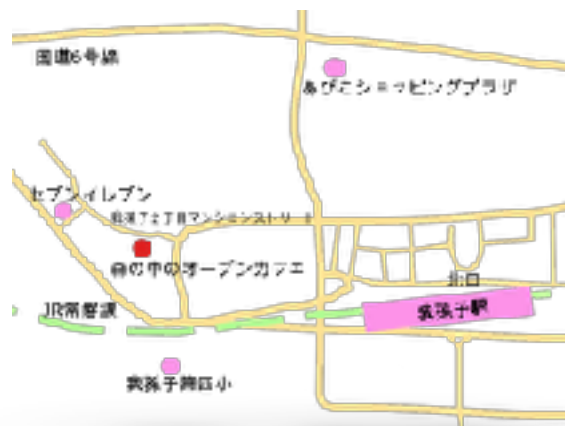 国道6号線
あびこショッピングプラザ
セブンイレブン
我孫子2丁目マンションストリート
森の中のオープンカフェ
北口
JR常磐線
我孫子駅
我孫子第四小